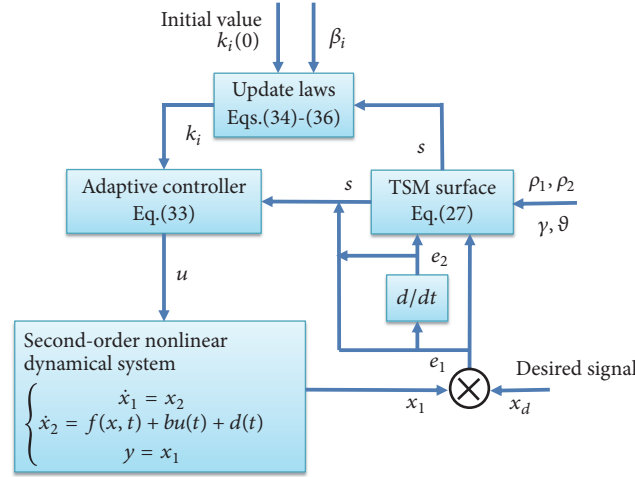 Initial value
k_i(0)
β_i
Update laws
Eqs.(34)-(36)
k_i
s
Adaptive controller
Eq.(33)
s
TSM surface
Eq.(27)
ρ_1, ρ_2
γ, ϑ
u
e_2
d/dt
Second-order nonlinear
dynamical system
ẋ_1 = x_2
ẋ_2 = f(x, t) + bu(t) + d(t)
y = x_1
e_1
Desired signal
x_1
x_d